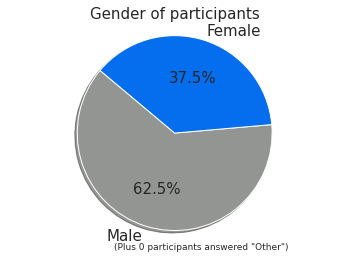 Gender of participants
Female
37.5%
62.5%
Male
(Plus 0 participants answered "Other")